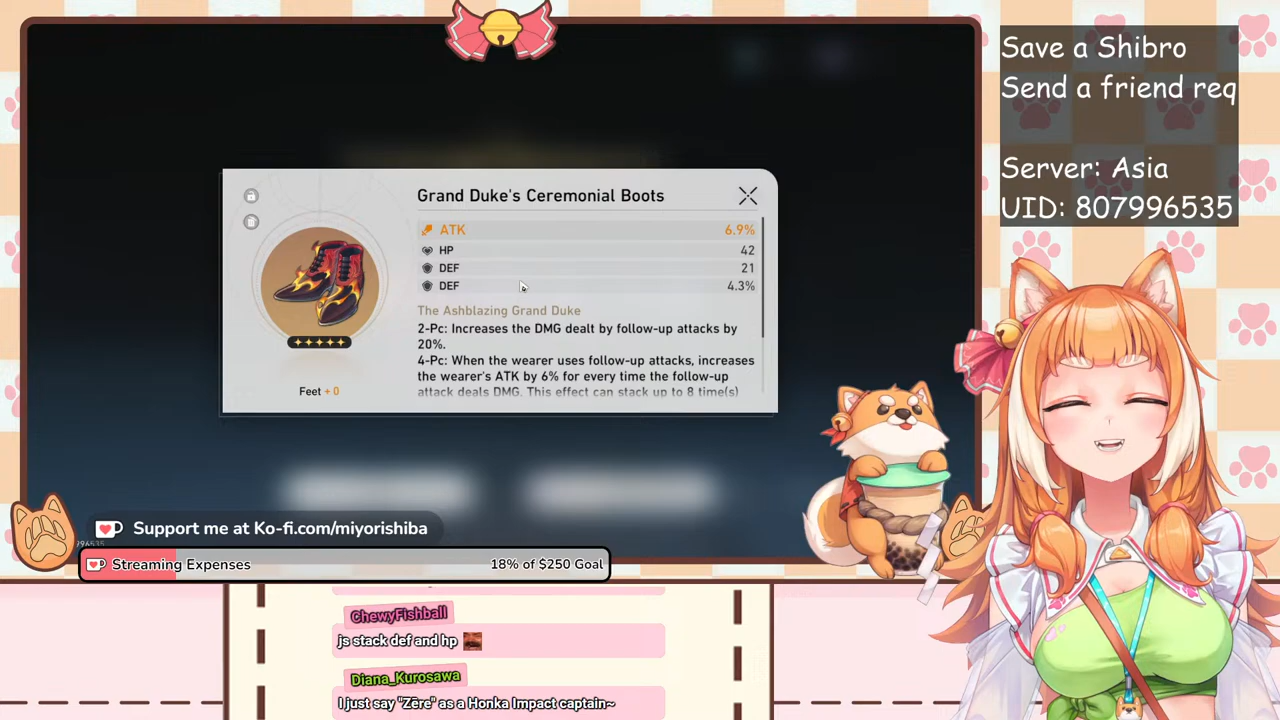 Save a Shibro
Send a friend req
Server: Asia
UID: 807996535
Grand Duke's Ceremonial Boots
ATK 6.9%
HP 42
DEF 21
DEF 4.3%
The Ashblazing Grand Duke
2-Pc: Increases the DMG dealt by follow-up attacks by
20%.
4-Pc: When the wearer uses follow-up attacks, increases
the wearer's ATK by 6% for every time the follow-up
attack deals DMG. This effect can stack up to 8 time(s)
Feet + 0
Support me at Ko-fi.com/miyorishiba
796535
Streaming Expenses 18% of $250 Goal
ChewyFishball
js stack def and hp
Diana_Kurosawa
I just say "Zēre" as a Honka Impact captain~